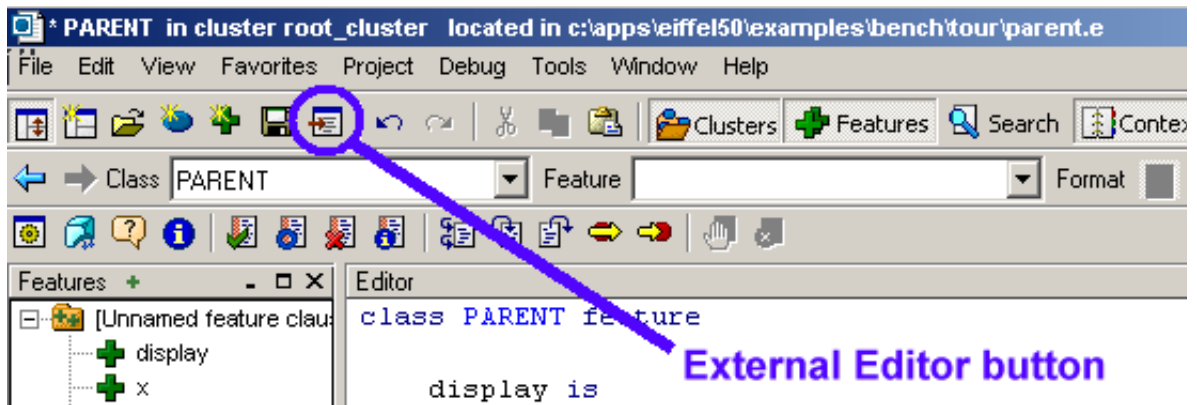 * PARENT in cluster root_cluster located in c:\apps\eiffel50\examples\bench\tour\parent.e
File Edit View Favorites Project Debug Tools Window Help
Clusters Features Search Contex
Class PARENT Feature Format
Features Editor
[Unnamed feature clau: class PARENT feature
display
External Editor button
x display is